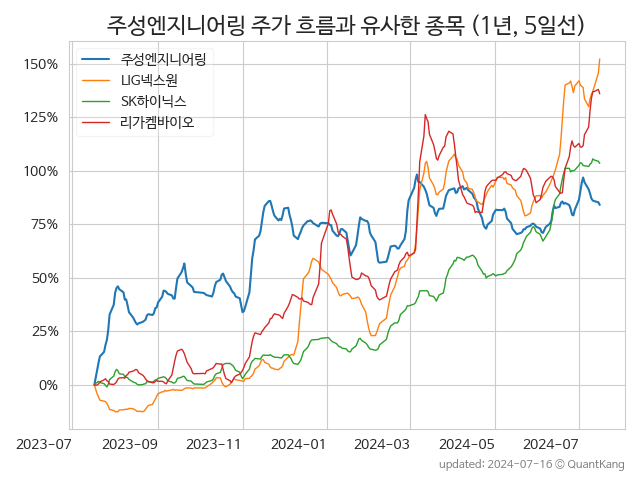 주성엔지니어링 주가 흐름과 유사한 종목 (1년, 5일선)
주성엔지니어링
LIG넥스원
SK하이닉스
리가켐바이오
150%
125%
100%
75%
50%
25%
0%
2023-07
2023-09
2023-11
2024-01
2024-03
2024-05
2024-07
updated: 2024-07-16 © QuantKang